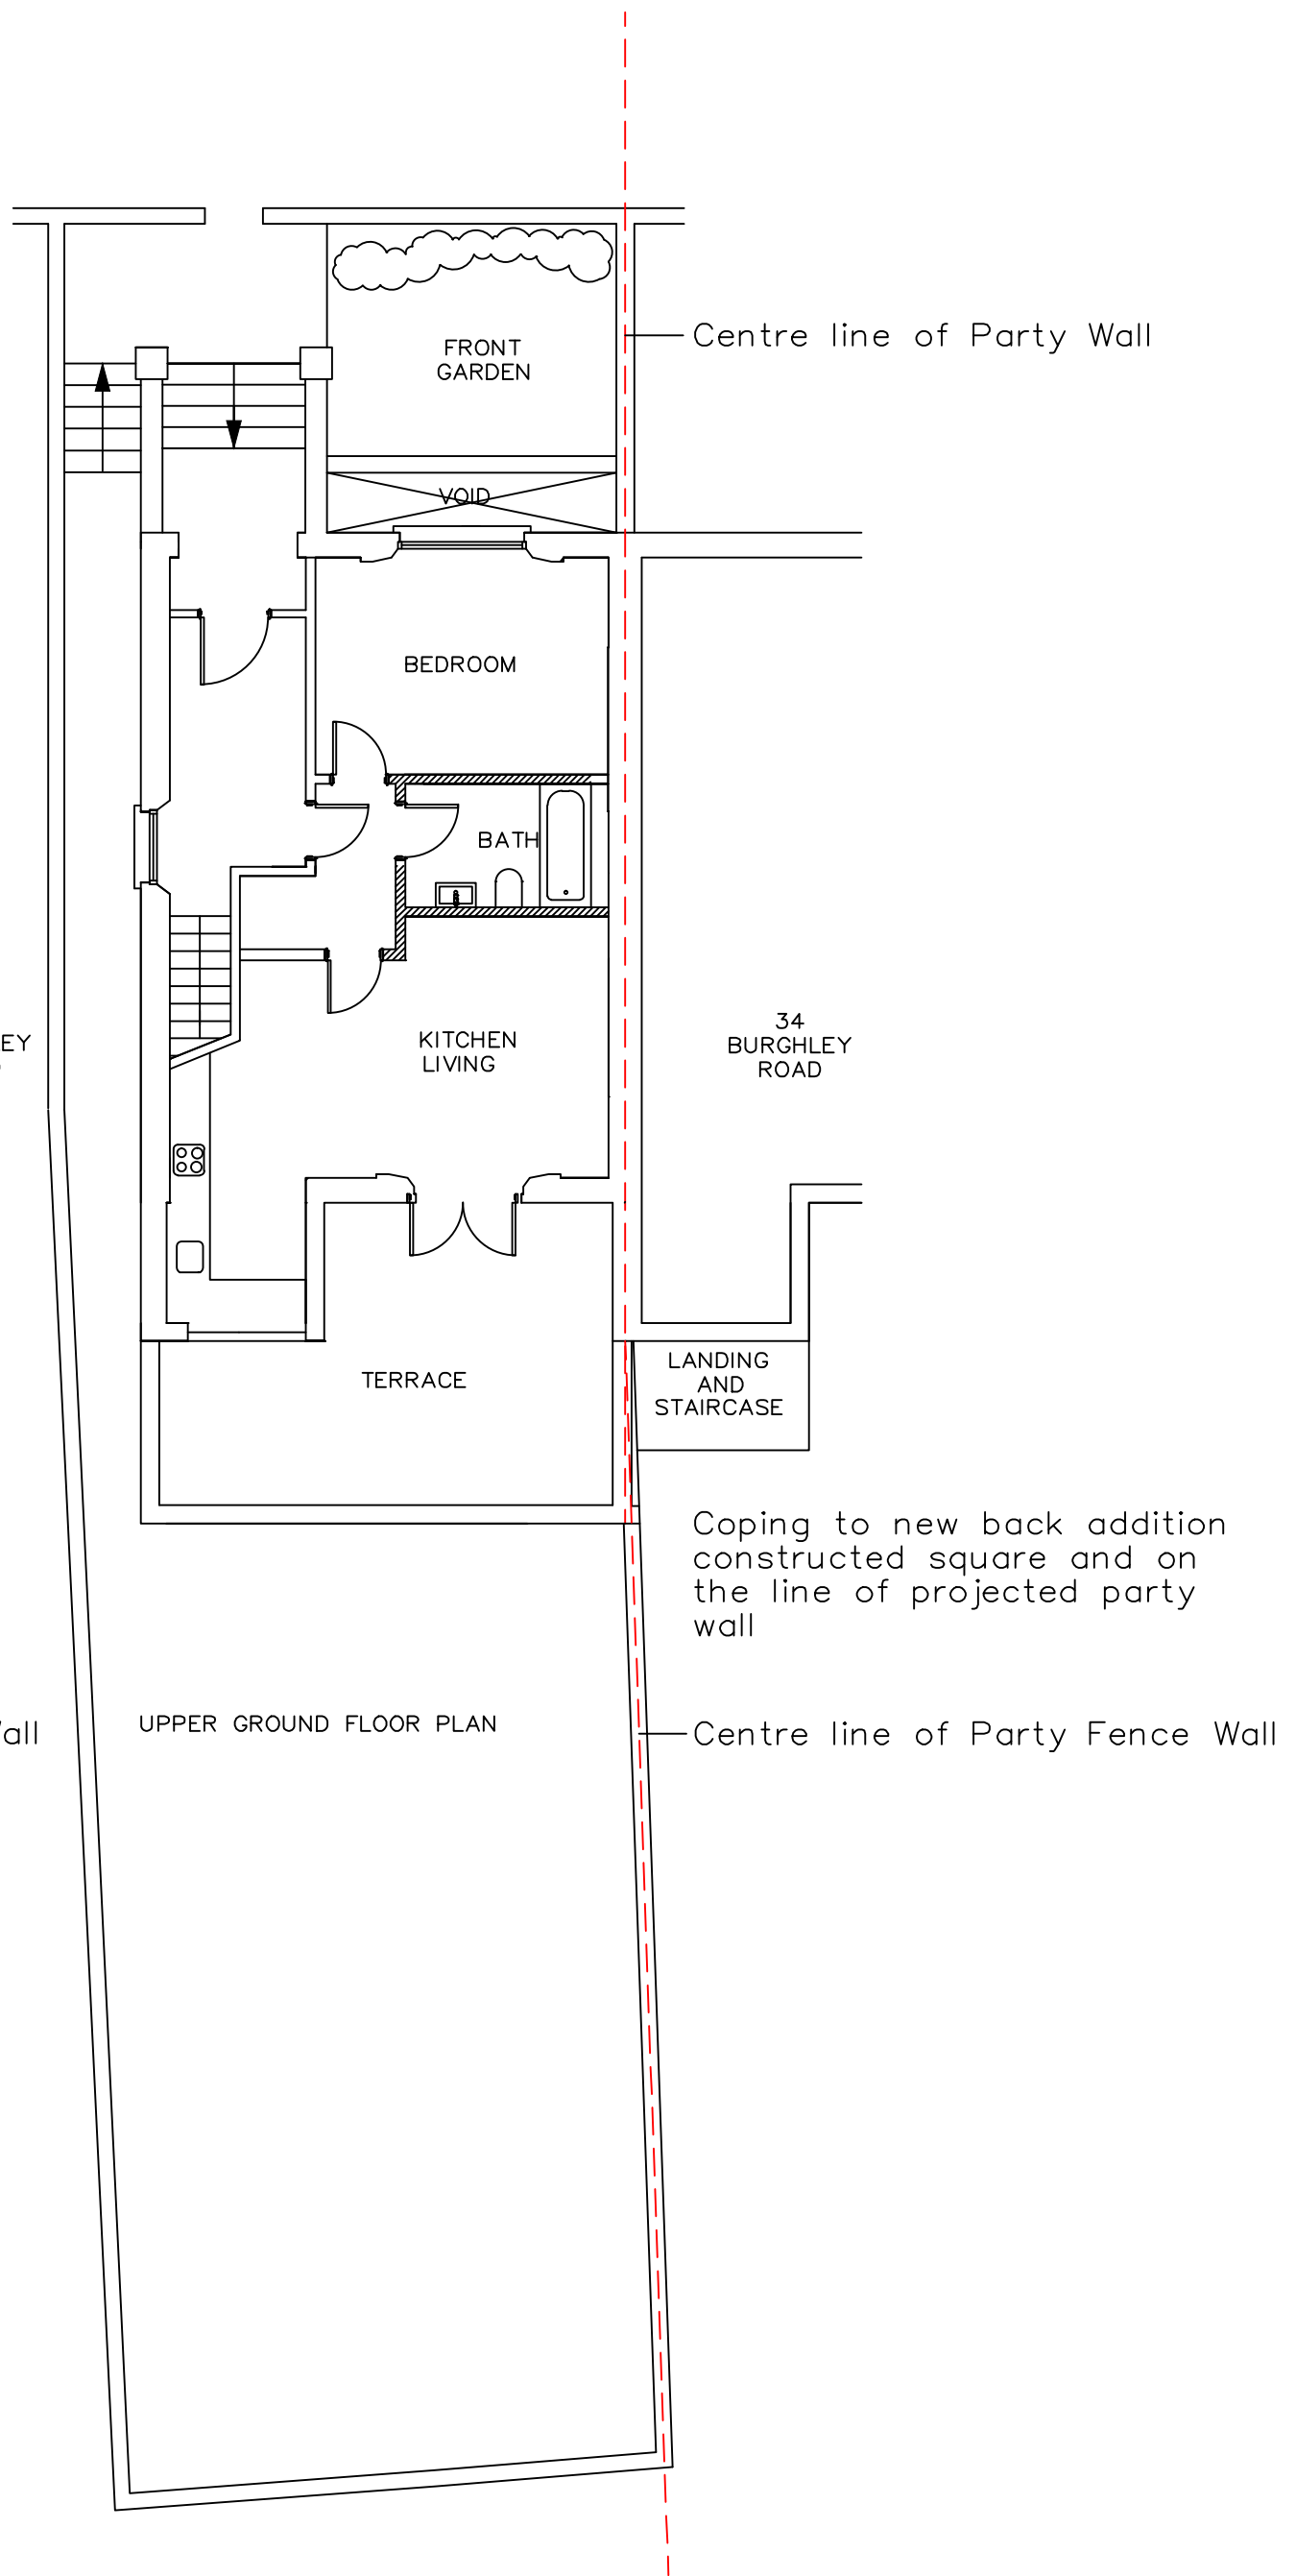 Centre line of Party Wall
FRONT
GARDEN
VOID
BEDROOM
BATH
34
BURGHLEY
ROAD
EY
KITCHEN
LIVING
LANDING
AND
STAIRCASE
TERRACE
Coping to new back addition
constructed square and on
the line of projected party
wall
UPPER GROUND FLOOR PLAN
all
Centre line of Party Fence Wall